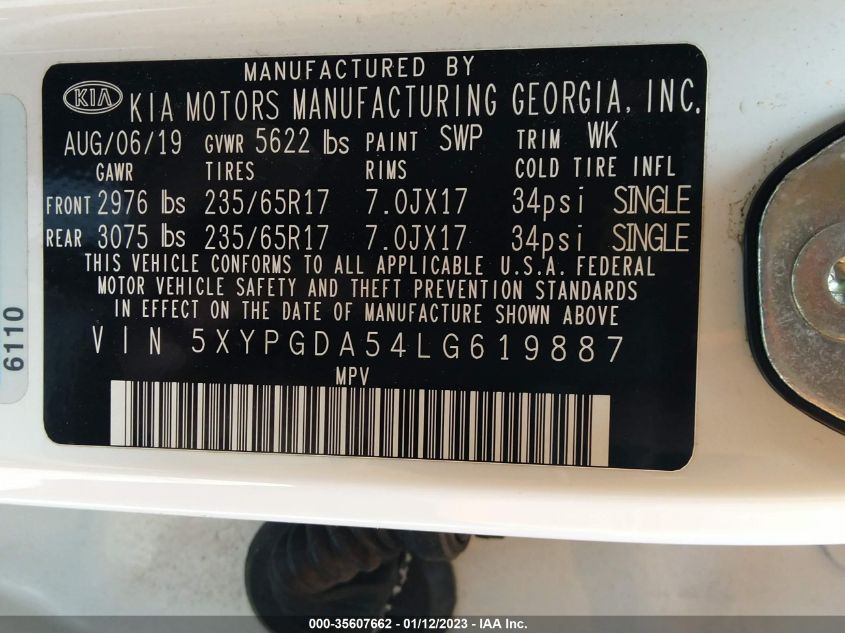 MANUFACTURED BY
KIA KIA MOTORS MANUFACTURING GEORGIA, INC.
AUG/06/19 GVWR 5622 lbs PAINT SWP TRIM WK
GAWR TIRES RIMS COLD TIRE INFL
FRONT 2976 lbs 235/65R17 7.0JX17 34psi SINGLE
REAR 3075 lbs 235/65R17 7.0JX17 34psi SINGLE
THIS VEHICLE CONFORMS TO ALL APPLICABLE U.S.A. FEDERAL
MOTOR VEHICLE SAFETY AND THEFT PREVENTION STANDARDS
IN EFFECT ON THE DATE OF MANUFACTURE SHOWN ABOVE.
VIN 5XYPGDA54LG619887
MPV
6110
000-35607662 - 01/12/2023 - IAA Inc.